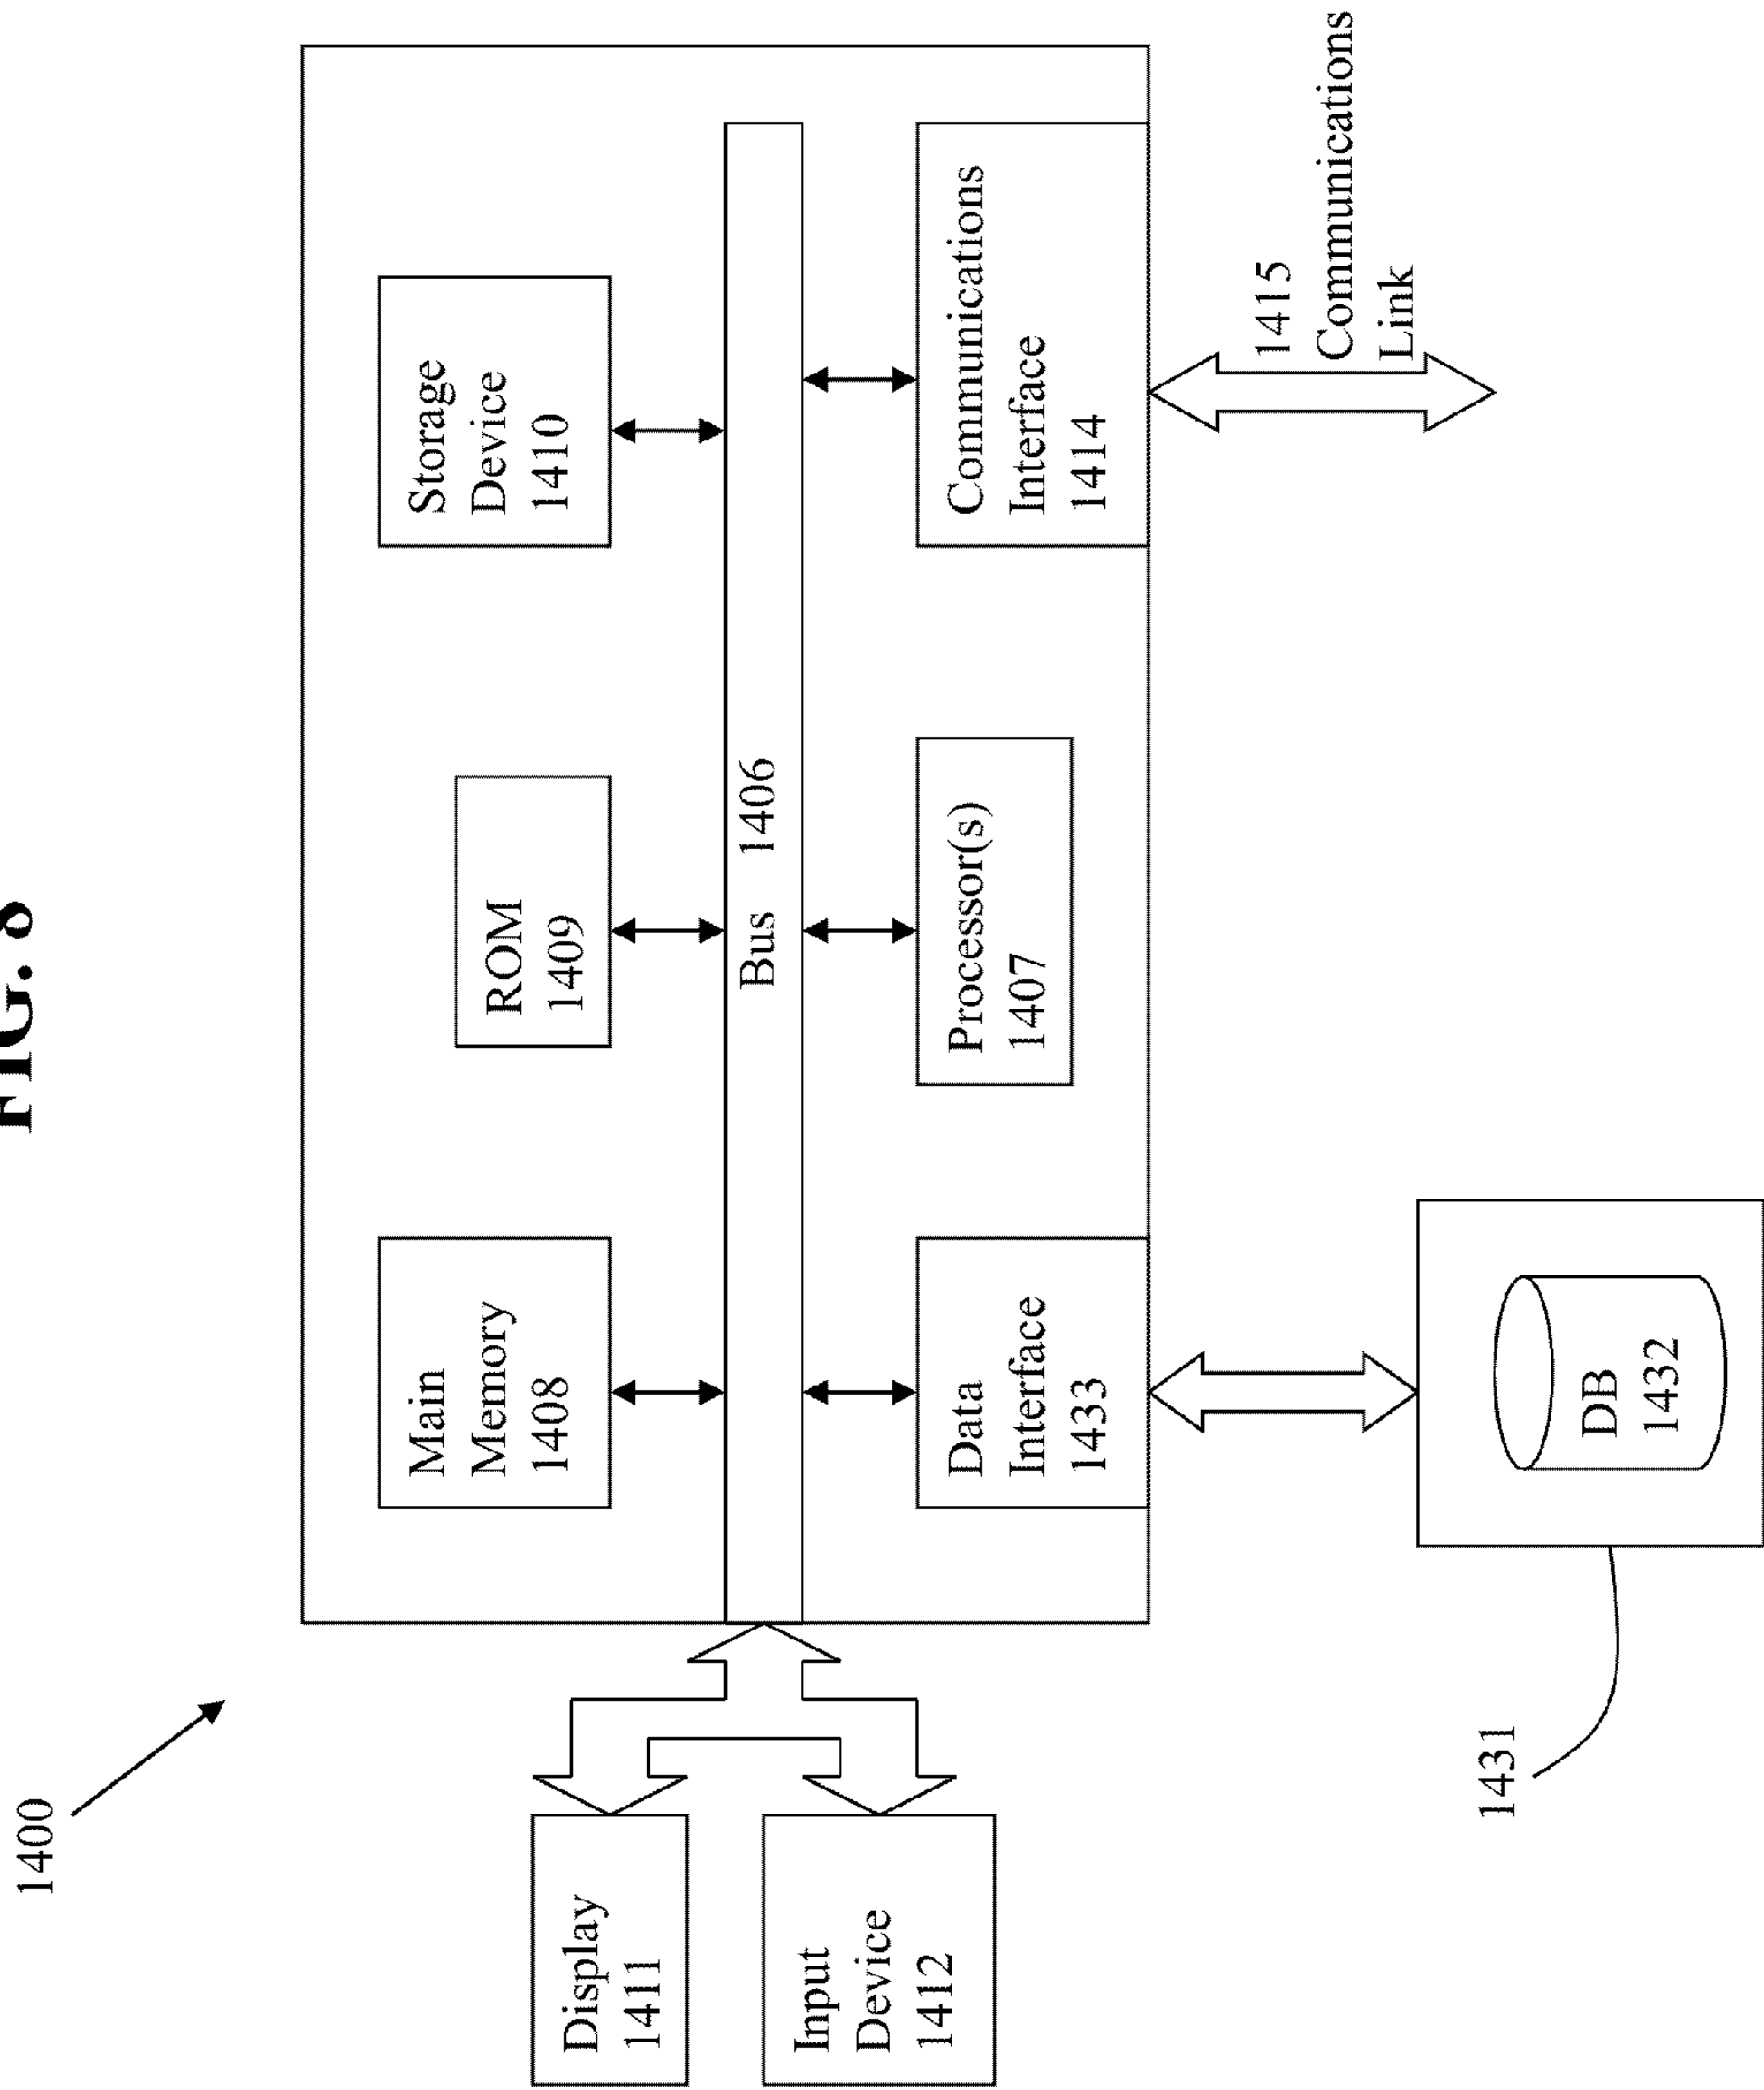 FIG. 8
1400
Main
Memory
1408
ROM
1409
Storage
Device
1410
Display
1411
Input
Device
1412
Bus 1406
Data
Interface
1433
Processor(s)
1407
Communications
Interface
1414
1415
Communications
Link
DB
1432
1431